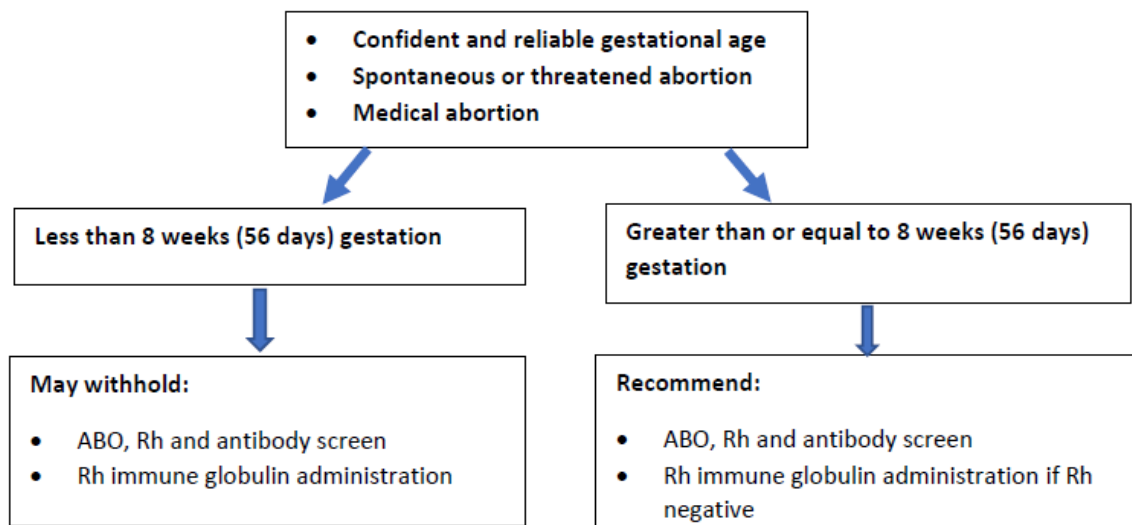 • Confident and reliable gestational age
• Spontaneous or threatened abortion
• Medical abortion
Less than 8 weeks (56 days) gestation
Greater than or equal to 8 weeks (56 days)
gestation
May withhold:
• ABO, Rh and antibody screen
• Rh immune globulin administration
Recommend:
• ABO, Rh and antibody screen
• Rh immune globulin administration if Rh
negative